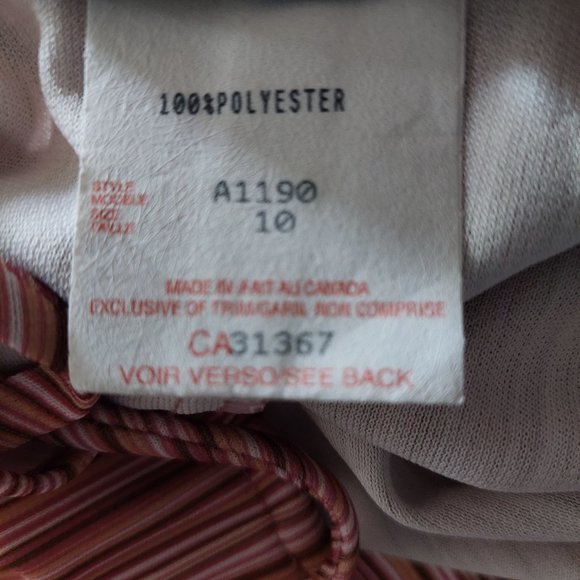 100%POLYESTER
STYLE
MODELE
A1190
SIZE
TAILLE
10
MADE IN/FAIT AU CANADA
EXCLUSIVE OF TRIM/GARN. NON COMPRISE
CA31367
VOIR VERSO/SEE BACK